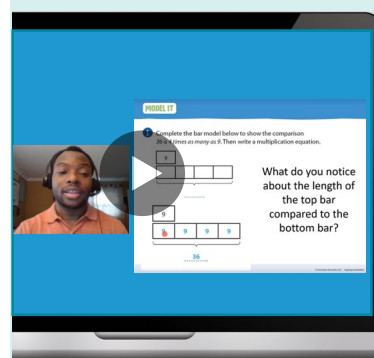 MODEL IT
1 Complete the bar model below to show the comparison
36 is 4 times as many as 9. Then write a multiplication equation.
9
What do you notice
about the length of
the top bar
compared to the
bottom bar?
9
9 9 9 9
36